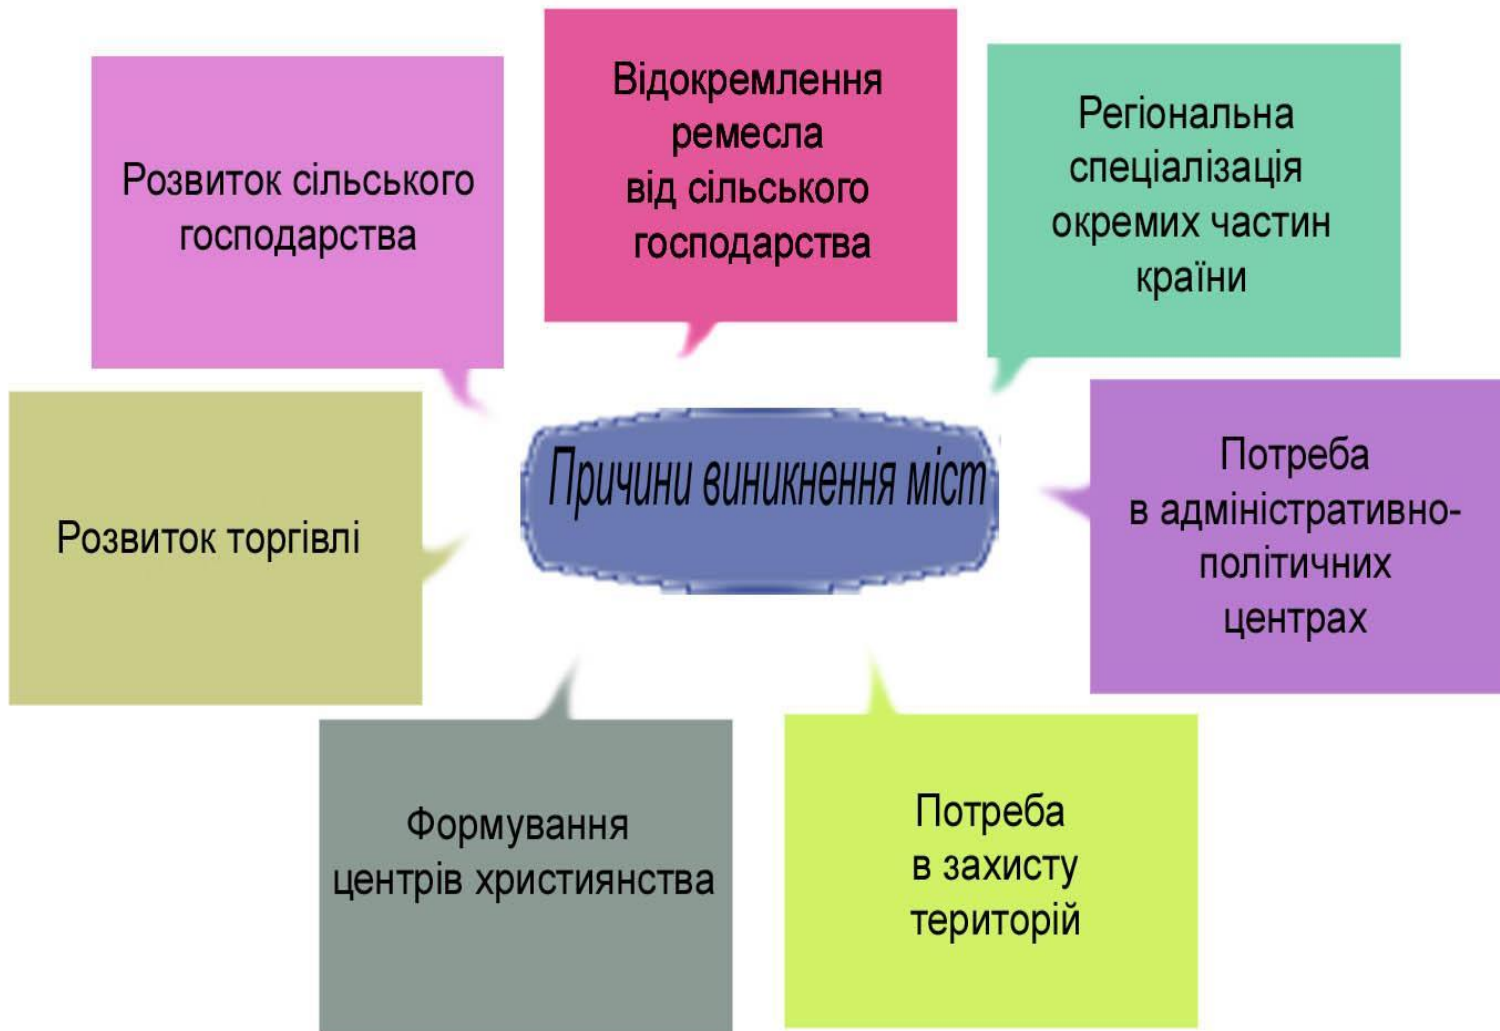 Розвиток сільського
господарства
Відокремлення
ремесла
від сільського
господарства
Регіональна
спеціалізація
окремих частин
країни
Розвиток торгівлі
Причини виникнення міст
Потреба
в адміністративно-
політичних
центрах
Формування
центрів християнства
Потреба
в захисту
територій